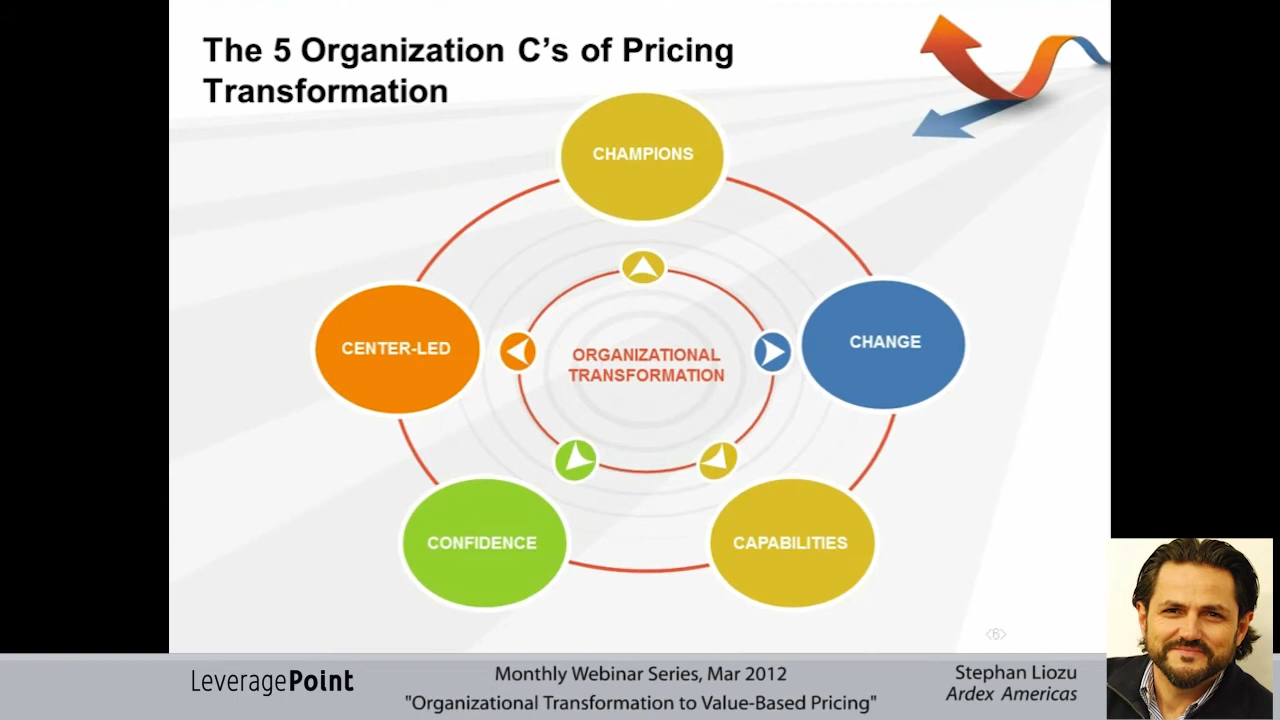 The 5 Organization C’s of Pricing
Transformation
CHAMPIONS
CENTER-LED
CHANGE
ORGANIZATIONAL
TRANSFORMATION
CONFIDENCE
CAPABILITIES
‹6›
LeveragePoint
Monthly Webinar Series, Mar 2012
"Organizational Transformation to Value-Based Pricing"
Stephan Liozu
Ardex Americas